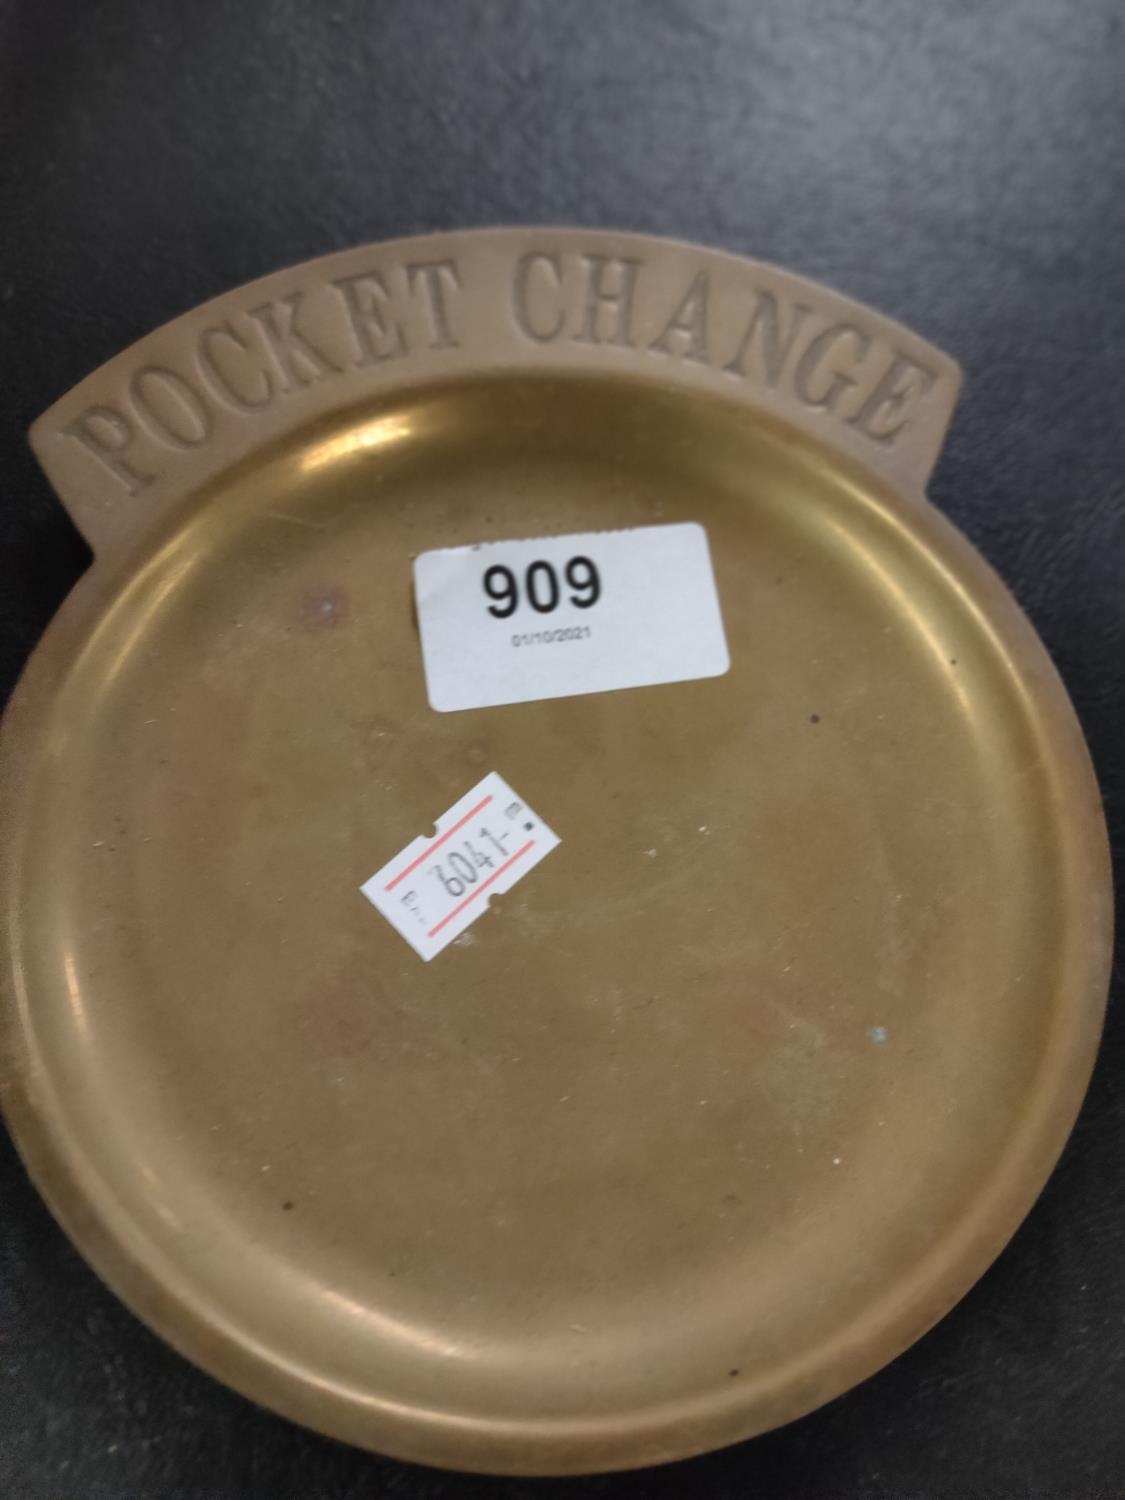 POCKET CHANGE
909
01/10/2021
6041-